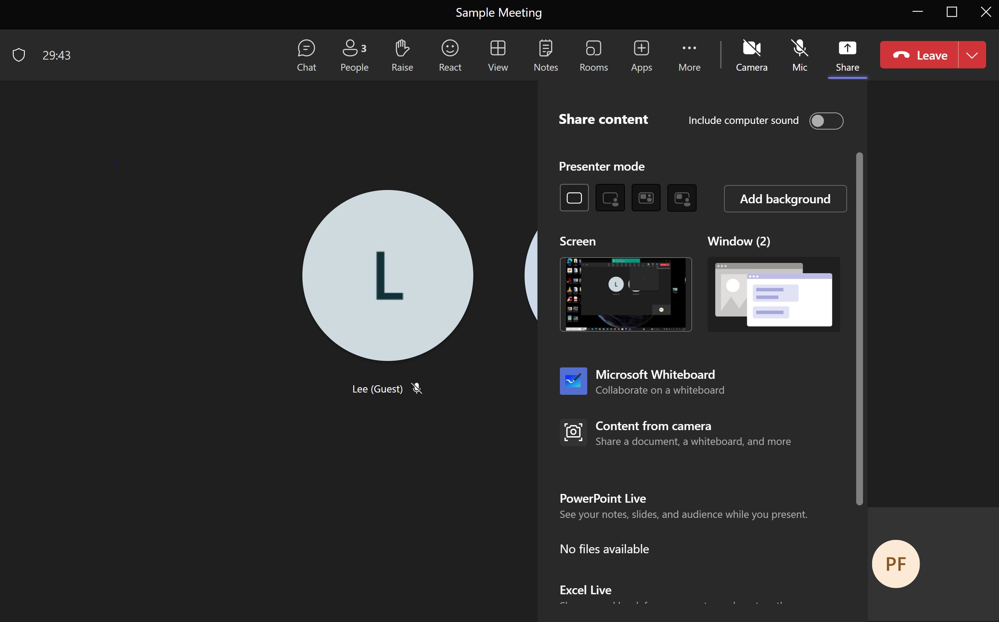 Sample Meeting
29:43
Chat
People 3
Raise
React
View
Notes
Rooms
Apps
More
Camera
Mic
Share
Leave
Share content
Include computer sound
Presenter mode
Add background
Screen
Window (2)
L
Lee (Guest)
Microsoft Whiteboard
Collaborate on a whiteboard
Content from camera
Share a document, a whiteboard, and more
PowerPoint Live
See your notes, slides, and audience while you present.
No files available
PF
Excel Live